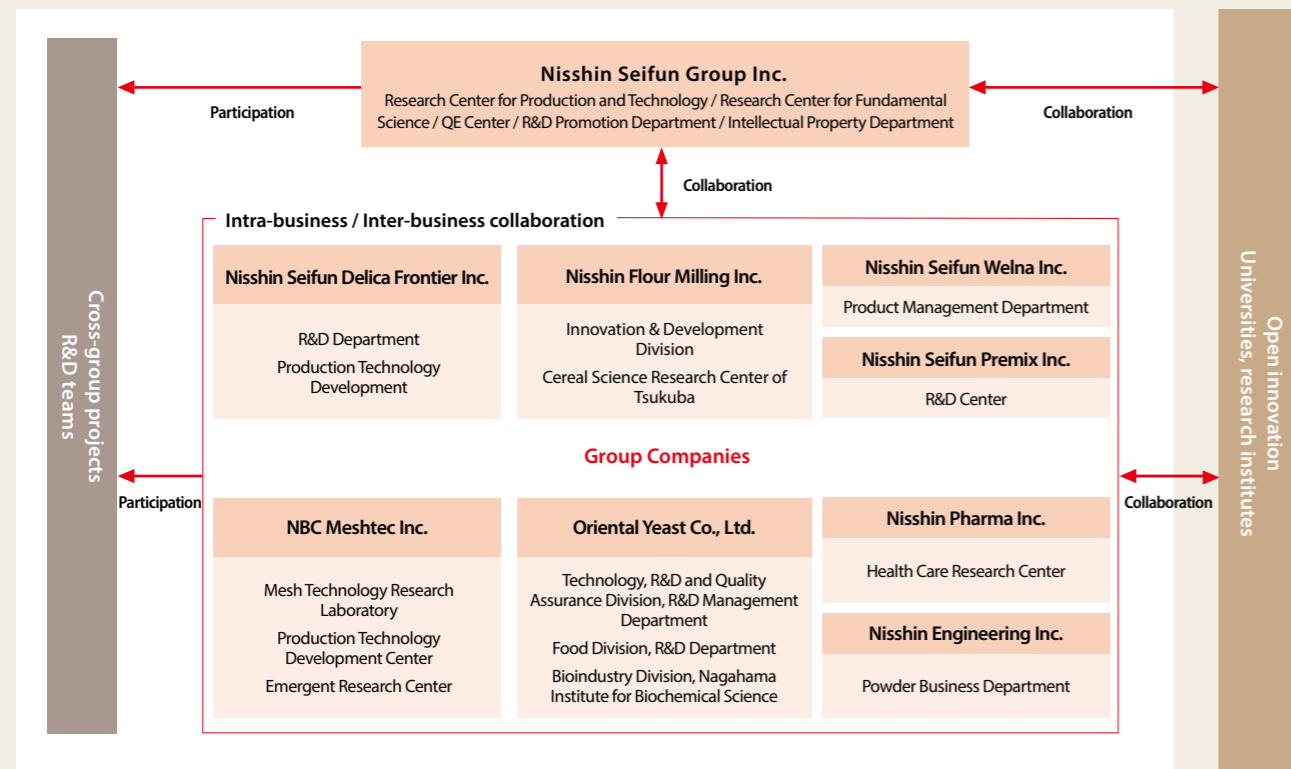 Nisshin Seifun Group Inc.
Research Center for Production and Technology / Research Center for Fundamental
Science / QE Center / R&D Promotion Department / Intellectual Property Department
Participation
Collaboration
Collaboration
Cross-group projects
R&D teams
Open innovation
Universities, research institutes
Intra-business / Inter-business collaboration
Nisshin Seifun Delica Frontier Inc.
R&D Department
Production Technology
Development
Nisshin Flour Milling Inc.
Innovation & Development
Division
Cereal Science Research Center of
Tsukuba
Nisshin Seifun Welna Inc.
Product Management Department
Nisshin Seifun Premix Inc.
R&D Center
Group Companies
Participation
Collaboration
NBC Meshtec Inc.
Mesh Technology Research
Laboratory
Production Technology
Development Center
Emergent Research Center
Oriental Yeast Co., Ltd.
Technology, R&D and Quality
Assurance Division, R&D Management
Department
Food Division, R&D Department
Bioindustry Division, Nagahama
Institute for Biochemical Science
Nisshin Pharma Inc.
Health Care Research Center
Nisshin Engineering Inc.
Powder Business Department